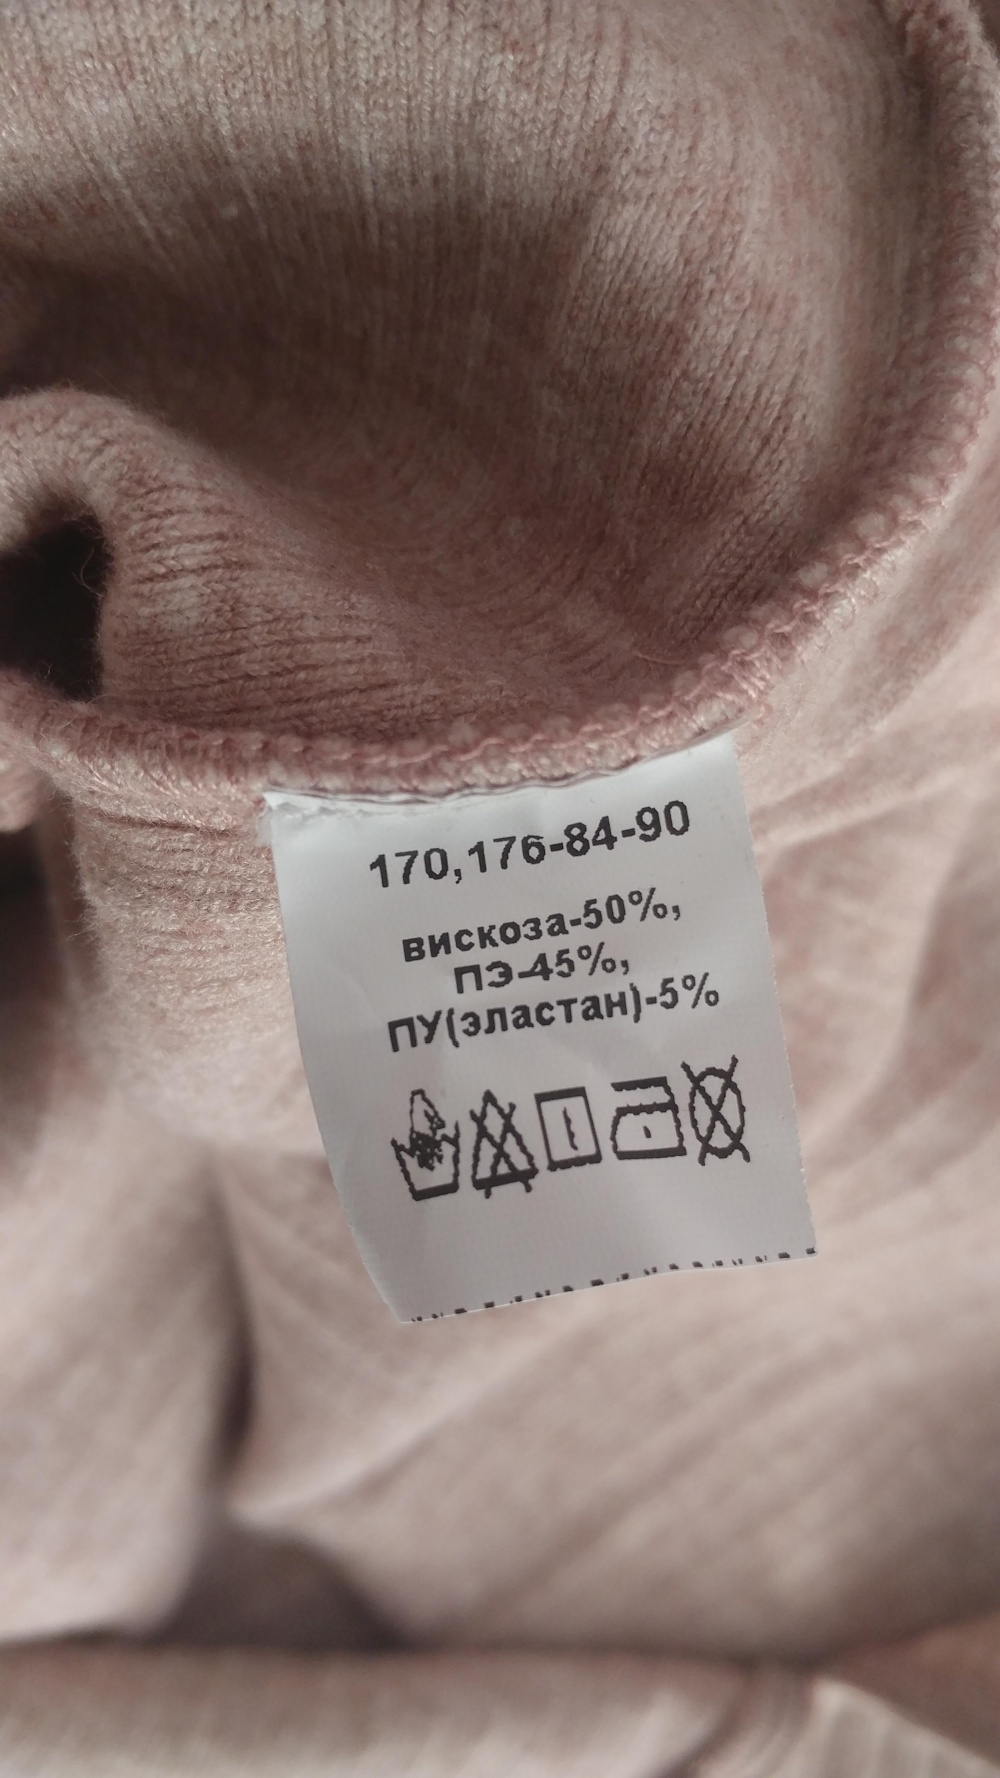 170,176-84-90
вискоза-50%,
ПЭ-45%,
ПУ(эластан)-5%